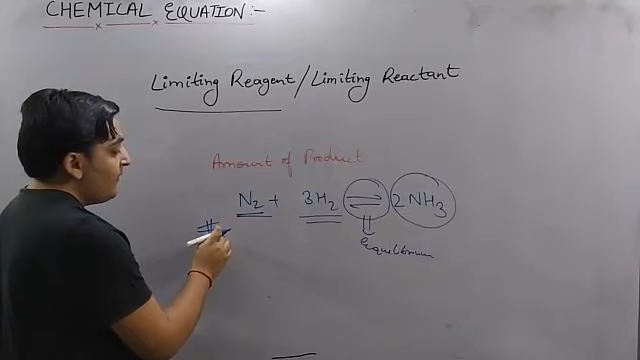 CHEMICAL EQUATION:-
Limiting Reagent/Limiting Reactant
Amount of Product
N₂ + 3H₂ ⇌ 2NH₃
Equilibrium
#